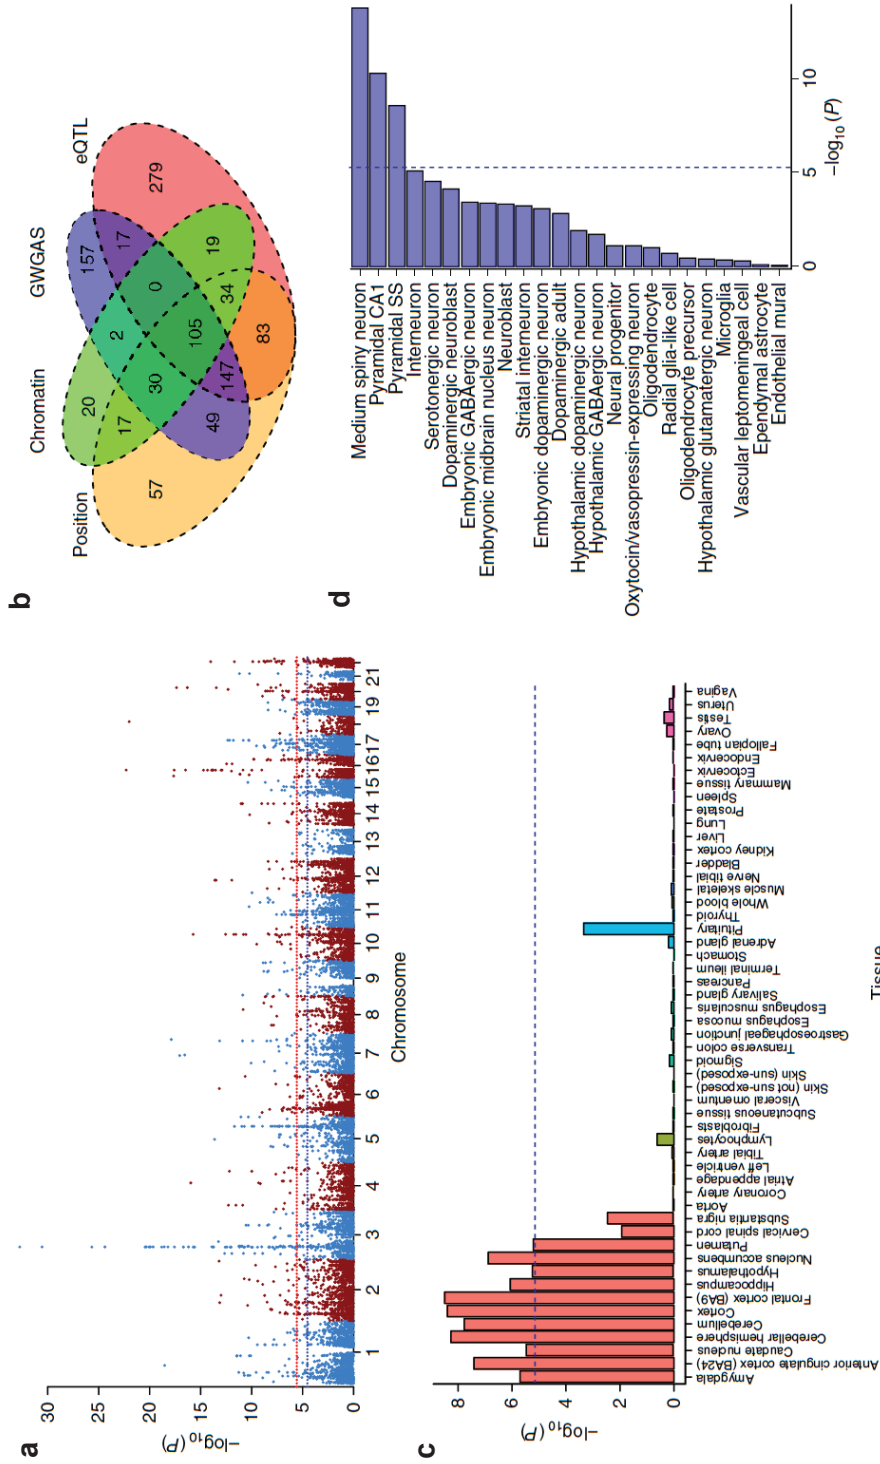 a
30
25
20
15
10
5
0
–log10 (P)
1
2
3
4
5
6
7
8
9
10
11
12
13
14
15
16
17
19
21
Chromosome
b
Position
Chromatin
GWGAS
eQTL
20
157
279
17
2
17
57
30
0
19
105
34
49
147
83
c
8
6
4
2
0
–log10 (P)
Amygdala
Anterior cingulate cortex (BA24)
Caudate nucleus
Cerebellar hemisphere
Cerebellum
Cortex
Frontal cortex (BA9)
Hippocampus
Hypothalamus
Nucleus accumbens
Putamen
Cervical spinal cord
Substantia nigra
Aorta
Coronary artery
Atrial appendage
Left ventricle
Tibial artery
Lymphocytes
Fibroblasts
Subcutaneous tissue
Visceral omentum
Skin (not sun-exposed)
Skin (sun-exposed)
Sigmoid
Transverse colon
Gastroesophageal junction
Esophagus mucosa
Esophagus muscularis
Salivary gland
Pancreas
Terminal ileum
Stomach
Adrenal gland
Pituitary
Thyroid
Whole blood
Muscle skeletal
Nerve tibial
Bladder
Kidney cortex
Liver
Lung
Prostate
Spleen
Mammary tissue
Ectocervix
Endocervix
Fallopian tube
Ovary
Testis
Uterus
Vagina
Tissue
d
Medium spiny neuron
Pyramidal CA1
Pyramidal SS
Interneuron
Serotonergic neuron
Dopaminergic neuroblast
Embryonic GABAergic neuron
Embryonic midbrain nucleus neuron
Neuroblast
Striatal interneuron
Embryonic dopaminergic neuron
Dopaminergic adult
Hypothalamic dopaminergic neuron
Hypothalamic GABAergic neuron
Neural progenitor
Oxytocin/vasopressin-expressing neuron
Oligodendrocyte
Radial glia-like cell
Oligodendrocyte precursor
Hypothalamic glutamatergic neuron
Microglia
Vascular leptomeningeal cell
Ependymal astrocyte
Endothelial mural
0
5
10
–log10 (P)